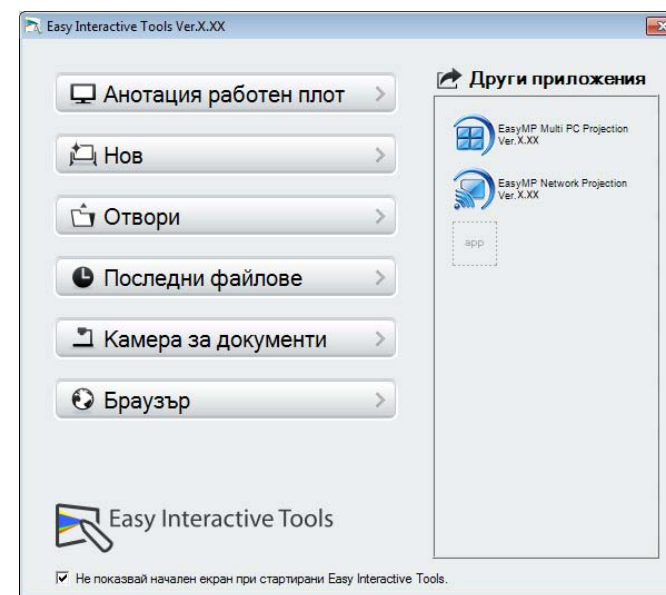 Easy Interactive Tools Ver.X.XX
Анотация работен плот
Нов
Отвори
Последни файлове
Камера за документи
Браузър
Други приложения
EasyMP Multi PC Projection
Ver.X.XX
EasyMP Network Projection
Ver.X.XX
app
Easy Interactive Tools
Не показвай начален екран при стартирани Easy Interactive Tools.